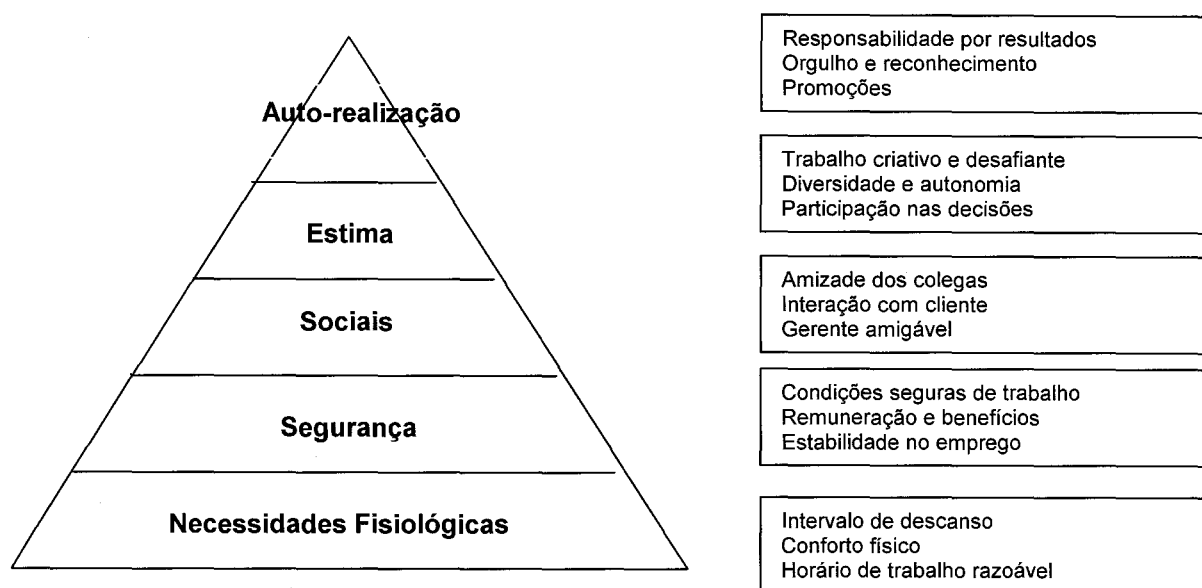 Auto-realização
Estima
Sociais
Segurança
Necessidades Fisiológicas
Responsabilidade por resultados
Orgulho e reconhecimento
Promoções
Trabalho criativo e desafiante
Diversidade e autonomia
Participação nas decisões
Amizade dos colegas
Interação com cliente
Gerente amigável
Condições seguras de trabalho
Remuneração e benefícios
Estabilidade no emprego
Intervalo de descanso
Conforto físico
Horário de trabalho razoável